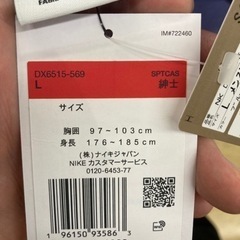 IM#722460
DX6515-569
SPTCAS
L
紳士
サイズ
胸囲 97~103cm
身長 176~185cm
(株)ナイキジャパン
NIKE カスタマーサービス
0120-6453-77
1 96150 93586 3